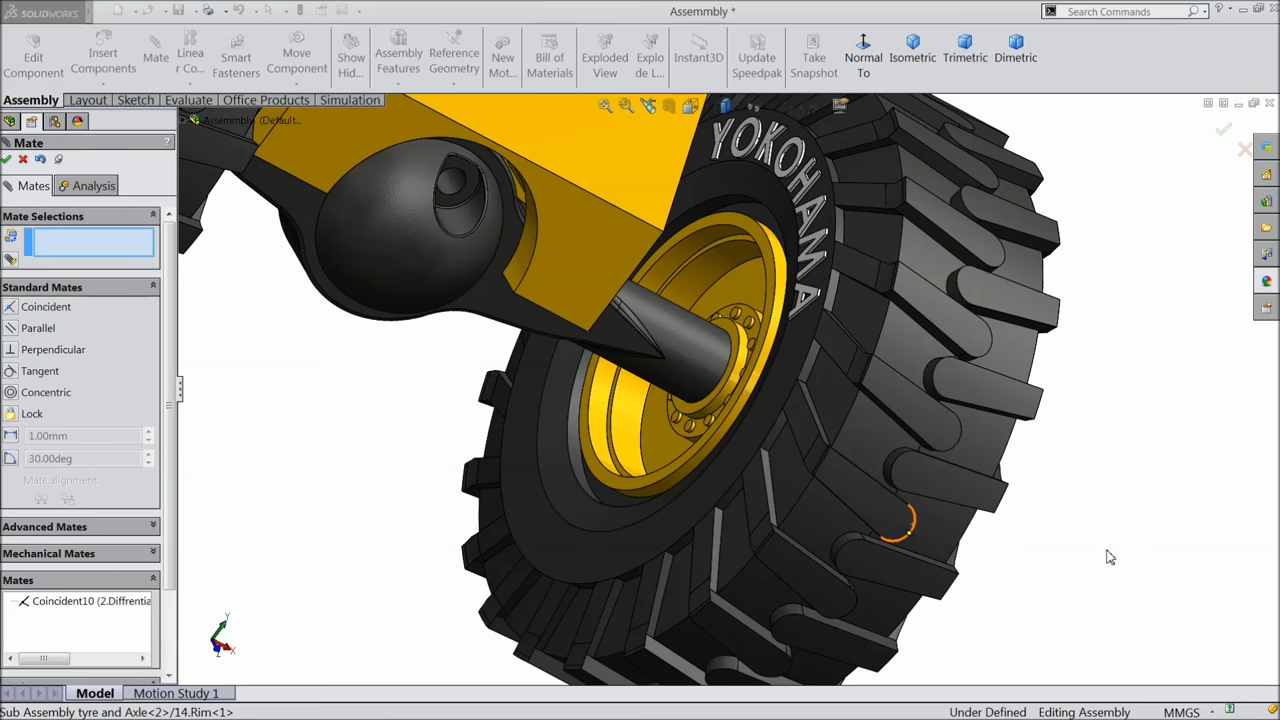 SOLIDWORKS
Assemmbly *
Search Commands
?
Edit Component
Insert Components
Mate
Linea r Co...
Smart Fasteners
Move Component
Show Hid...
Assembly Features
Reference Geometry
New Mot...
Bill of Materials
Exploded View
Explo de L...
Instant3D
Update Speedpak
Take Snapshot
Normal To
Isometric
Trimetric
Dimetric
Assembly
Layout
Sketch
Evaluate
Office Products
Simulation
Assemmbly (Default...
Mate
?
Mates
Analysis
Mate Selections
Standard Mates
Coincident
Parallel
Perpendicular
Tangent
Concentric
Lock
1.00mm
30.00deg
Mate alignment:
Advanced Mates
Mechanical Mates
Mates
Coincident10 (2.Diffrentia
YOKOHAMA
Y
X
Z
Model
Motion Study 1
Sub Assembly tyre and Axle<2>/14.Rim<1>
Under Defined
Editing Assembly
MMGS